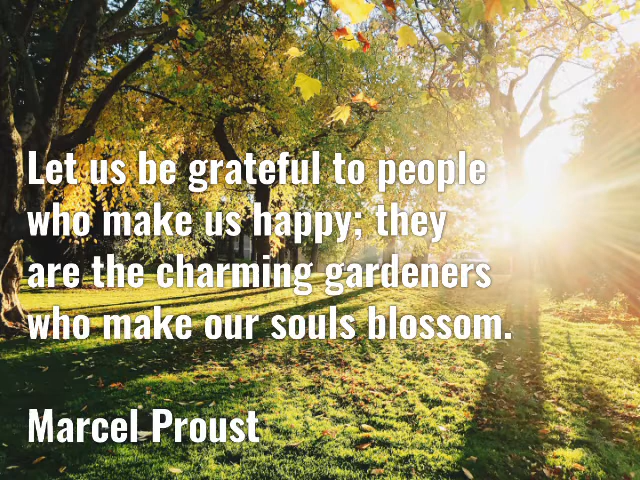 Let us be grateful to people
who make us happy; they
are the charming gardeners
who make our souls blossom.
Marcel Proust